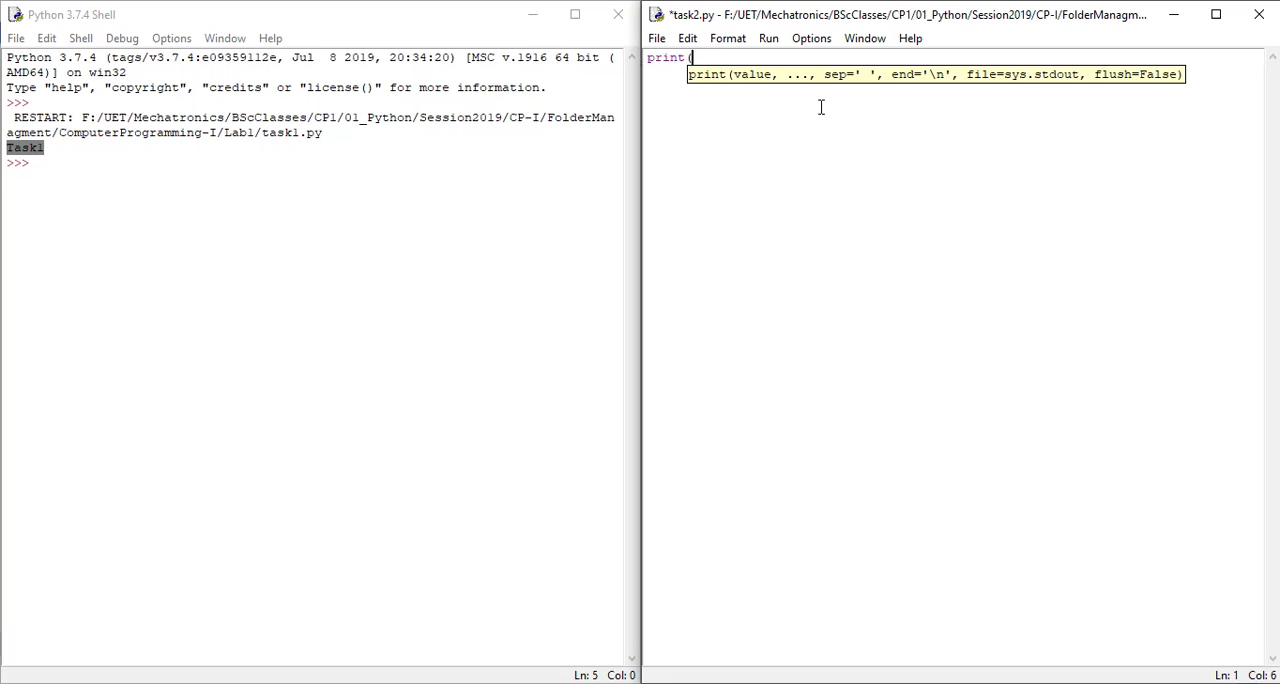 Python 3.7.4 Shell
File Edit Shell Debug Options Window Help
Python 3.7.4 (tags/v3.7.4:e09359112e, Jul  8 2019, 20:34:20) [MSC v.1916 64 bit (
AMD64)] on win32
Type "help", "copyright", "credits" or "license()" for more information.
>>>
 RESTART: F:/UET/Mechatronics/BScClasses/CP1/01_Python/Session2019/CP-I/FolderMan
agment/ComputerProgramming-I/Lab1/task1.py
Task1
>>>
Ln: 5 Col: 0
*task2.py - F:/UET/Mechatronics/BScClasses/CP1/01_Python/Session2019/CP-I/FolderManagm...
File Edit Format Run Options Window Help
print(
print(value, ..., sep=' ', end='\n', file=sys.stdout, flush=False)
Ln: 1 Col: 6